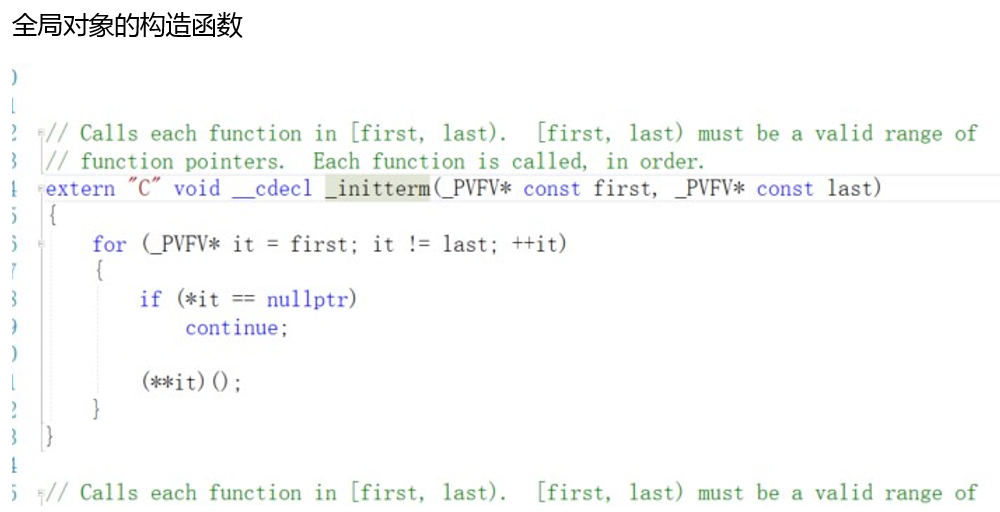 全局对象的构造函数
// Calls each function in [first, last).  [first, last) must be a valid range of
// function pointers.  Each function is called, in order.
extern "C" void __cdecl _initterm(_PVFV* const first, _PVFV* const last)
{
for (_PVFV* it = first; it != last; ++it)
{
if (*it == nullptr)
continue;
(**it)();
}
}
// Calls each function in [first, last).  [first, last) must be a valid range of